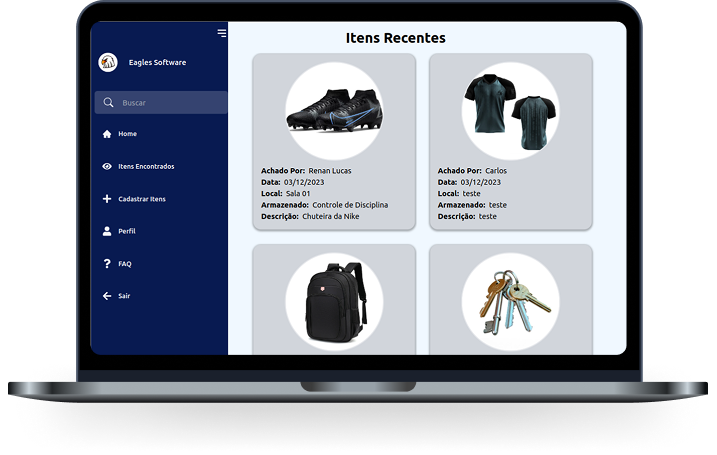 Itens Recentes
Eagles Software
Buscar
Home
Itens Encontrados
Cadastrar Itens
Perfil
FAQ
Sair
Achado Por: Renan Lucas
Data: 03/12/2023
Local: Sala 01
Armazenado: Controle de Disciplina
Descrição: Chuteira da Nike
Achado Por: Carlos
Data: 03/12/2023
Local: teste
Armazenado: teste
Descrição: teste